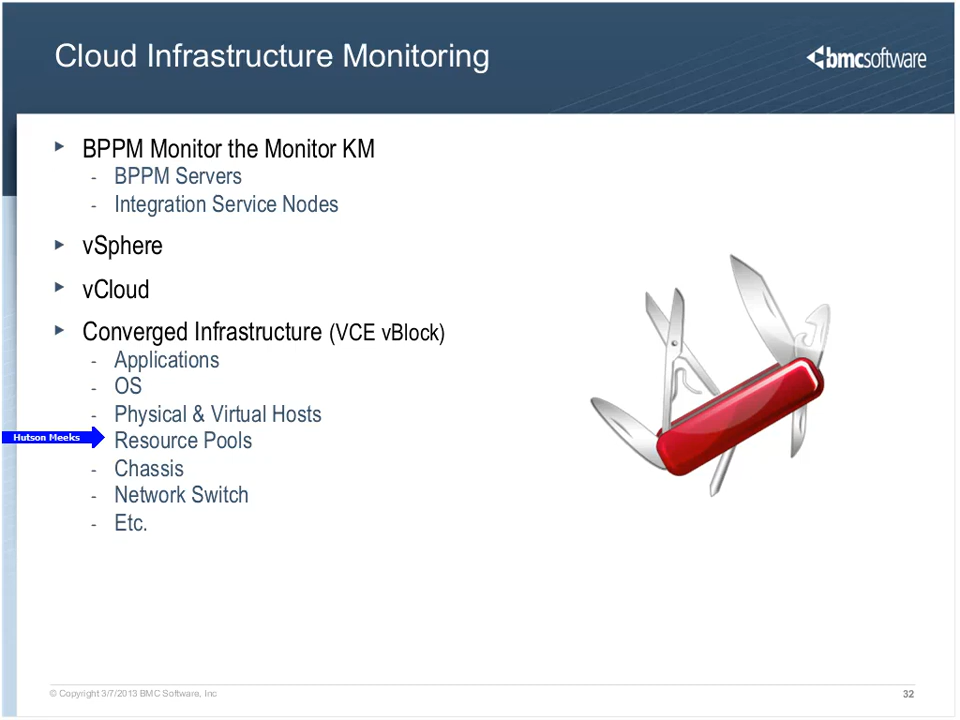 Cloud Infrastructure Monitoring
bmcsoftware
BPPM Monitor the Monitor KM
- BPPM Servers
- Integration Service Nodes
vSphere
vCloud
Converged Infrastructure (VCE vBlock)
- Applications
- OS
- Physical & Virtual Hosts
Hutson Meeks
Resource Pools
- Chassis
- Network Switch
- Etc.
© Copyright 3/7/2013 BMC Software, Inc
32